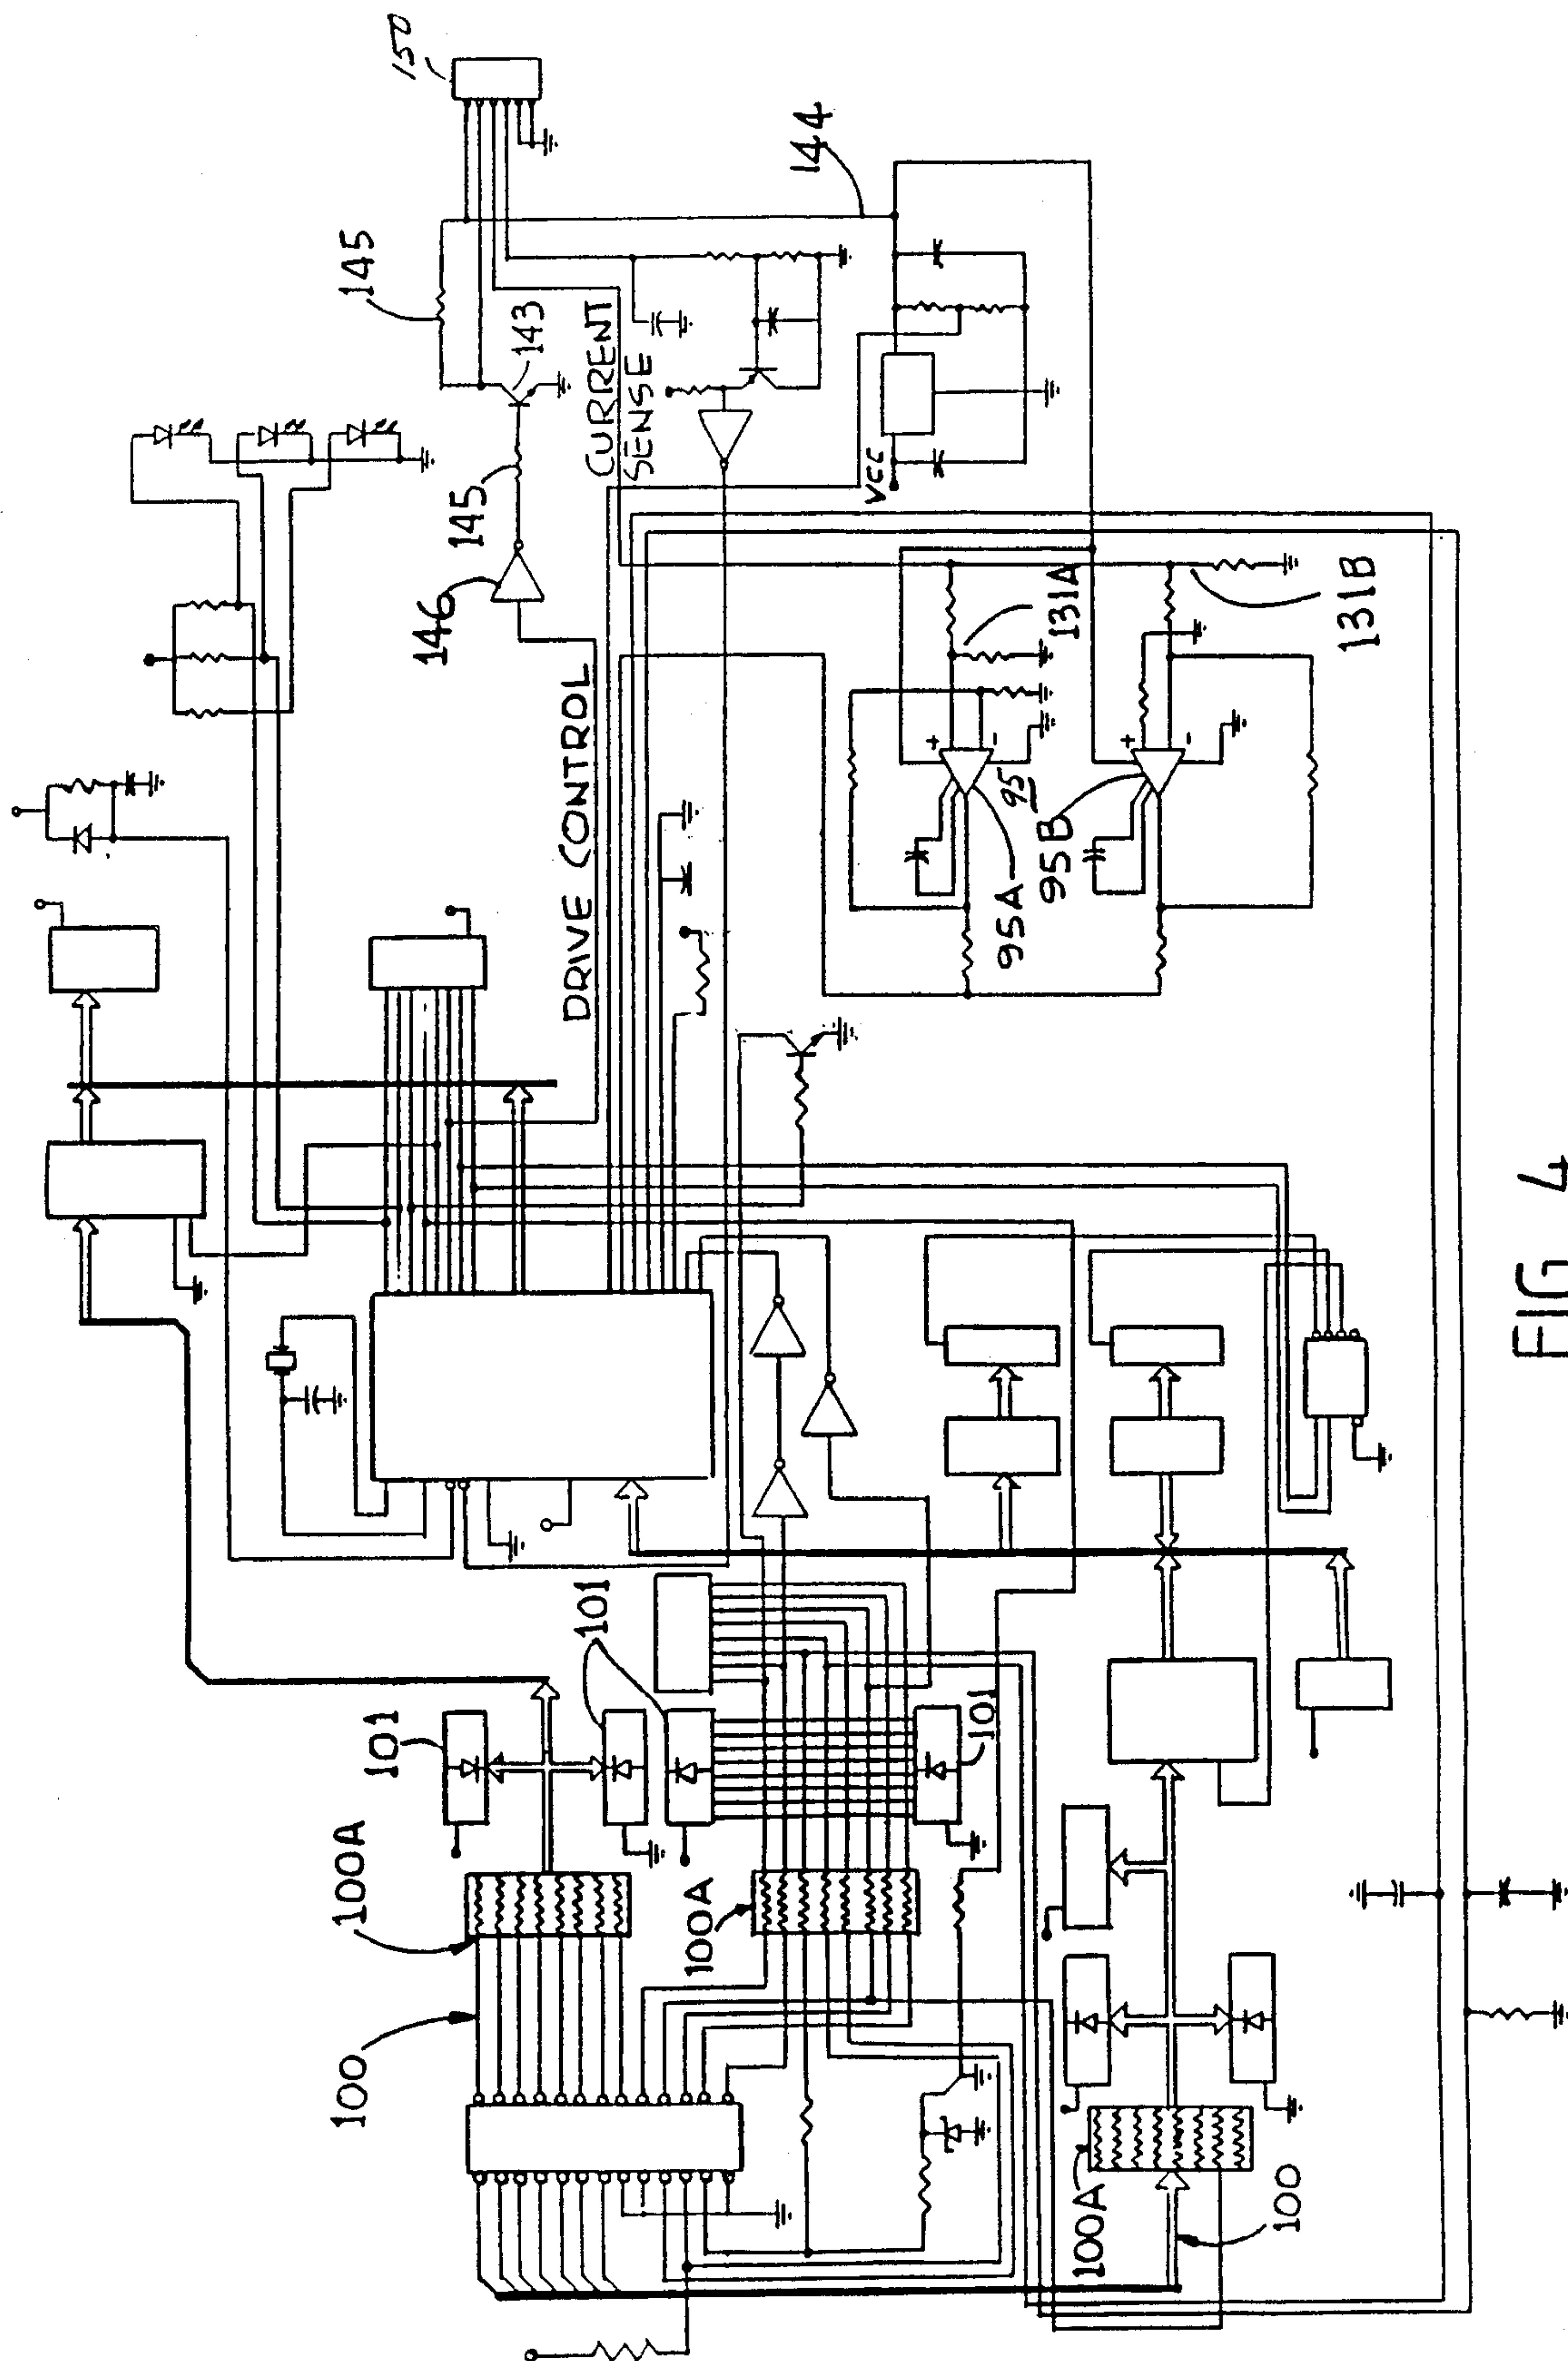 150
144
145
143
CURRENT
SENSE
145
146
VCC
DRIVE CONTROL
131A
131B
+
-
95
+
-
95A
95B
101
101
101
100A
100A
100
100A
100
FIG 4